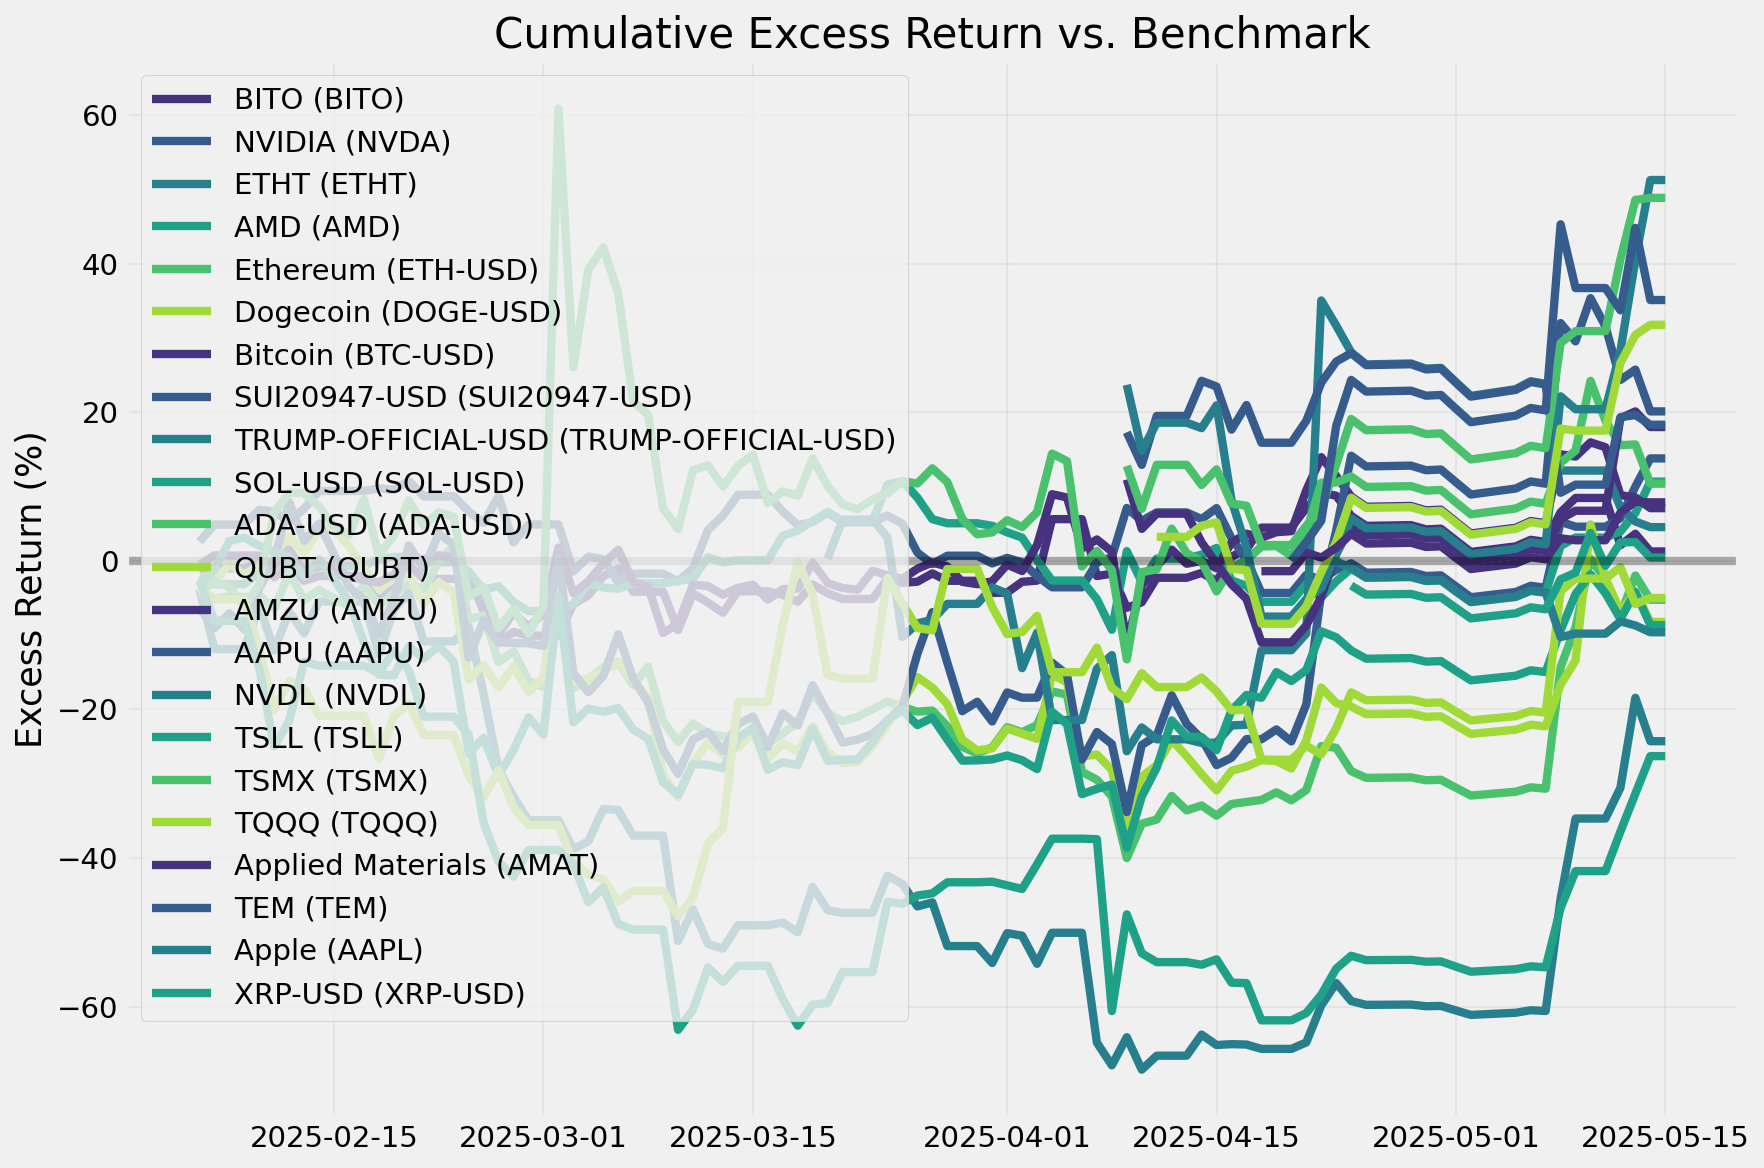 Cumulative Excess Return vs. Benchmark
Excess Return (%)
60
40
20
0
−20
−40
−60
BITO (BITO)
NVIDIA (NVDA)
ETHT (ETHT)
AMD (AMD)
Ethereum (ETH-USD)
Dogecoin (DOGE-USD)
Bitcoin (BTC-USD)
SUI20947-USD (SUI20947-USD)
TRUMP-OFFICIAL-USD (TRUMP-OFFICIAL-USD)
SOL-USD (SOL-USD)
ADA-USD (ADA-USD)
QUBT (QUBT)
AMZU (AMZU)
AAPU (AAPU)
NVDL (NVDL)
TSLL (TSLL)
TSMX (TSMX)
TQQQ (TQQQ)
Applied Materials (AMAT)
TEM (TEM)
Apple (AAPL)
XRP-USD (XRP-USD)
2025-02-15
2025-03-01
2025-03-15
2025-04-01
2025-04-15
2025-05-01
2025-05-15